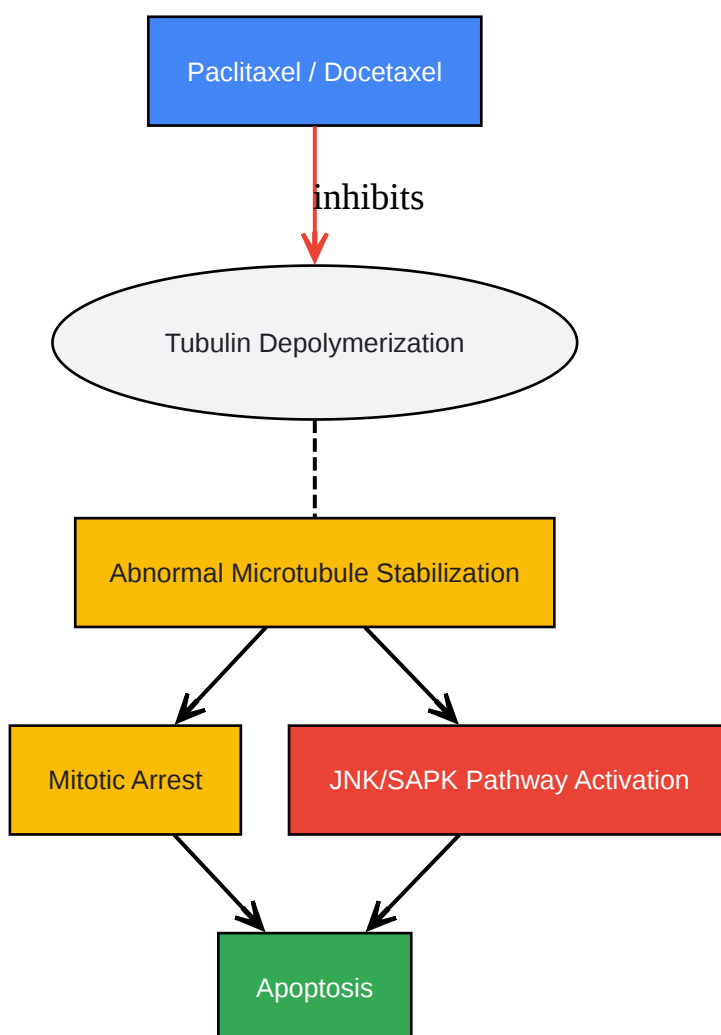 Paclitaxel / Docetaxel
inhibits
Tubulin Depolymerization
Abnormal Microtubule Stabilization
Mitotic Arrest
JNK/SAPK Pathway Activation
Apoptosis